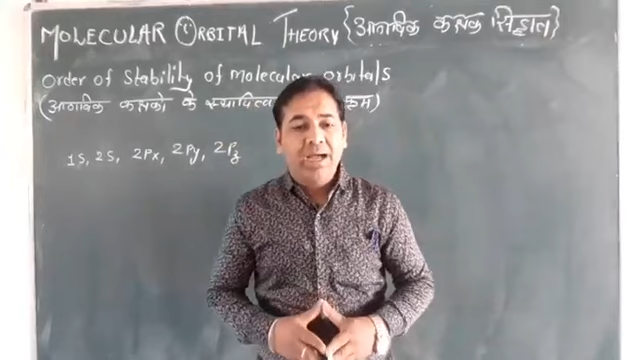 MOLECULAR ORBITAL THEORY {आणविक कक्षक सिद्धांत}
Order of Stability of molecular orbitals
(आणविक कक्षकों के स्थायित्व क्रम)
1S, 2S, 2Px, 2Py, 2Pz